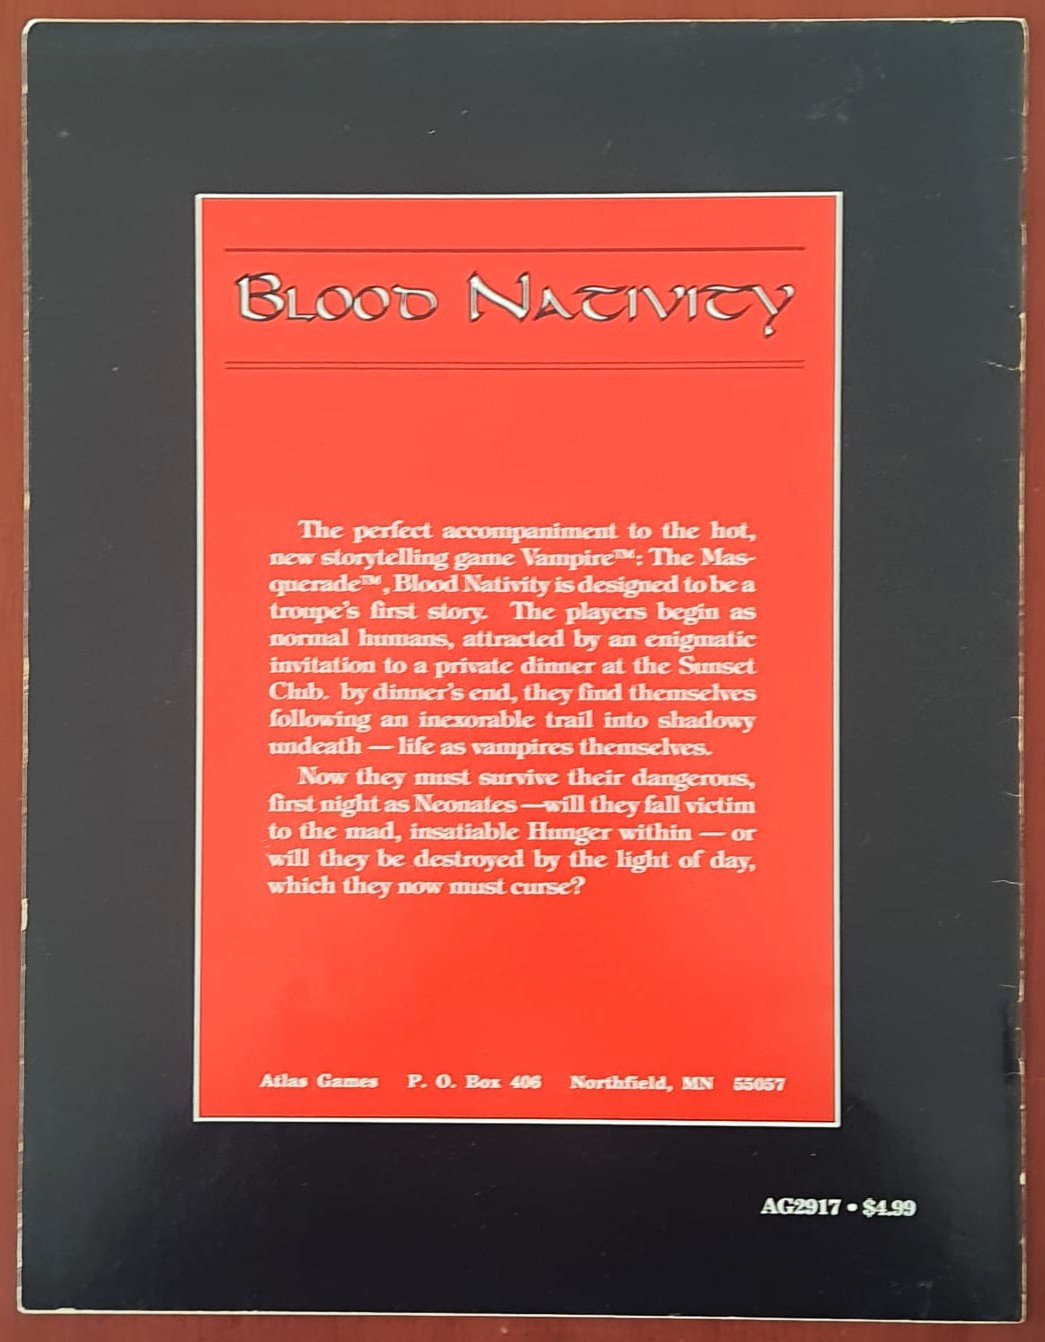 Blood Nativity
The perfect accompaniment to the hot,
new storytelling game Vampire™: The Mas-
querade™, Blood Nativity is designed to be a
troupe's first story. The players begin as
normal humans, attracted by an enigmatic
invitation to a private dinner at the Sunset
Club. by dinner's end, they find themselves
following an inexorable trail into shadowy
undeath — life as vampires themselves.
Now they must survive their dangerous,
first night as Neonates —will they fall victim
to the mad, insatiable Hunger within — or
will they be destroyed by the light of day,
which they now must curse?
Atlas Games P. O. Box 406 Northfield, MN 55057
AG2917 • $4.99